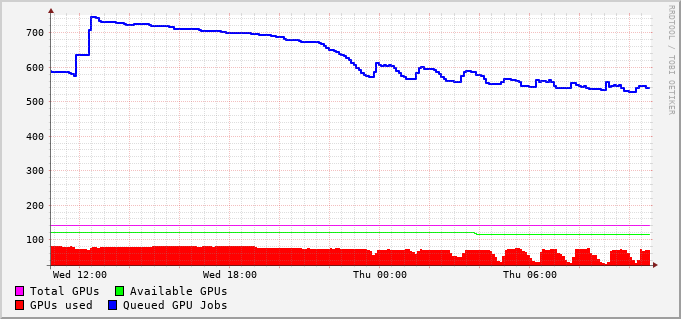 RRDTOOL / TOBI OETIKER
700
600
500
400
300
200
100
Wed 12:00 Wed 18:00 Thu 00:00 Thu 06:00
Total GPUs Available GPUs
GPUs used Queued GPU Jobs